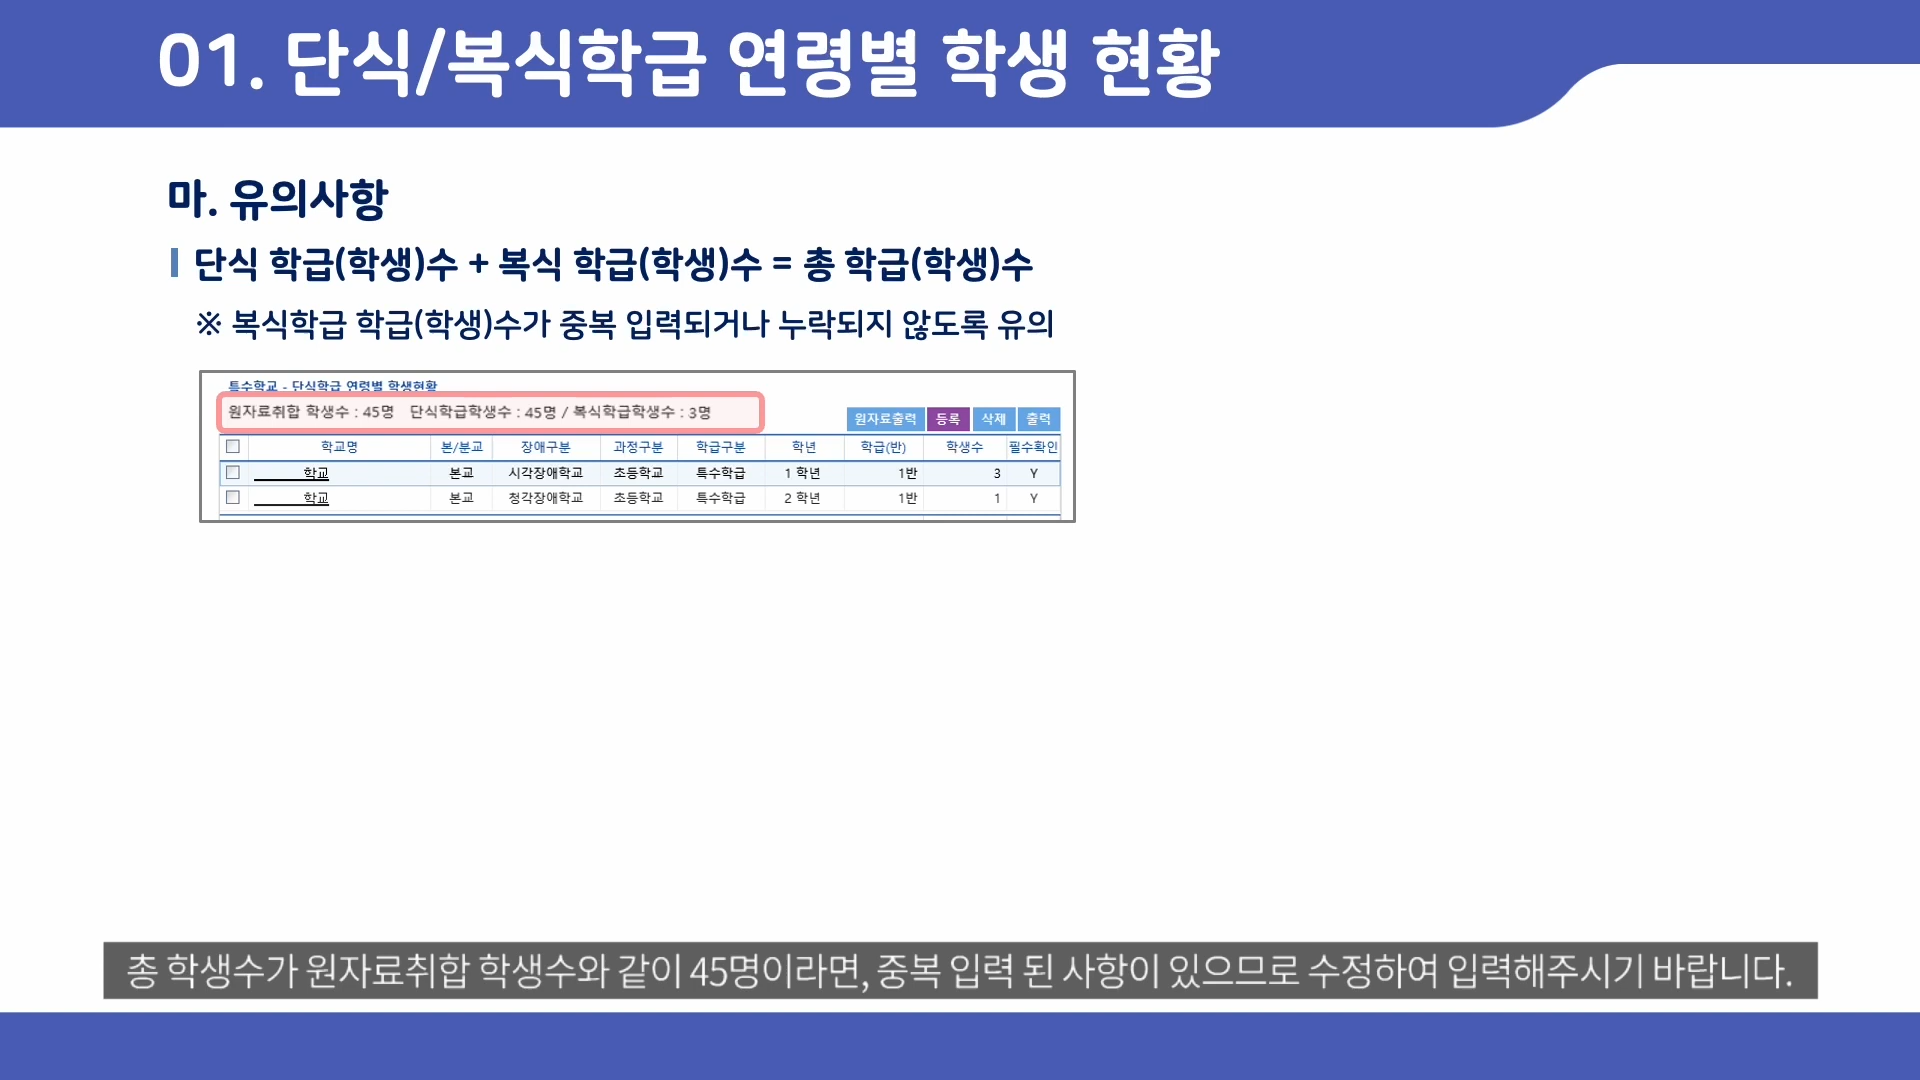 01. 단식/복식학급 연령별 학생 현황
마. 유의사항
단식 학급(학생)수 + 복식 학급(학생)수 = 총 학급(학생)수
※ 복식학급 학급(학생)수가 중복 입력되거나 누락되지 않도록 유의
특수학교 - 단식학급 연령별 학생현황
원자료취합 학생수 : 45명 단식학급학생수 : 45명 / 복식학급학생수 : 3명
원자료출력 등록 삭제 출력
학교명 본/분교 장애구분 과정구분 학급구분 학년 학급(반) 학생수 필수확인
학교 본교 시각장애학교 초등학교 특수학급 1 학년 1반 3 Y
학교 본교 청각장애학교 초등학교 특수학급 2 학년 1반 1 Y
총 학생수가 원자료취합 학생수와 같이 45명이라면, 중복 입력 된 사항이 있으므로 수정하여 입력해주시기 바랍니다.